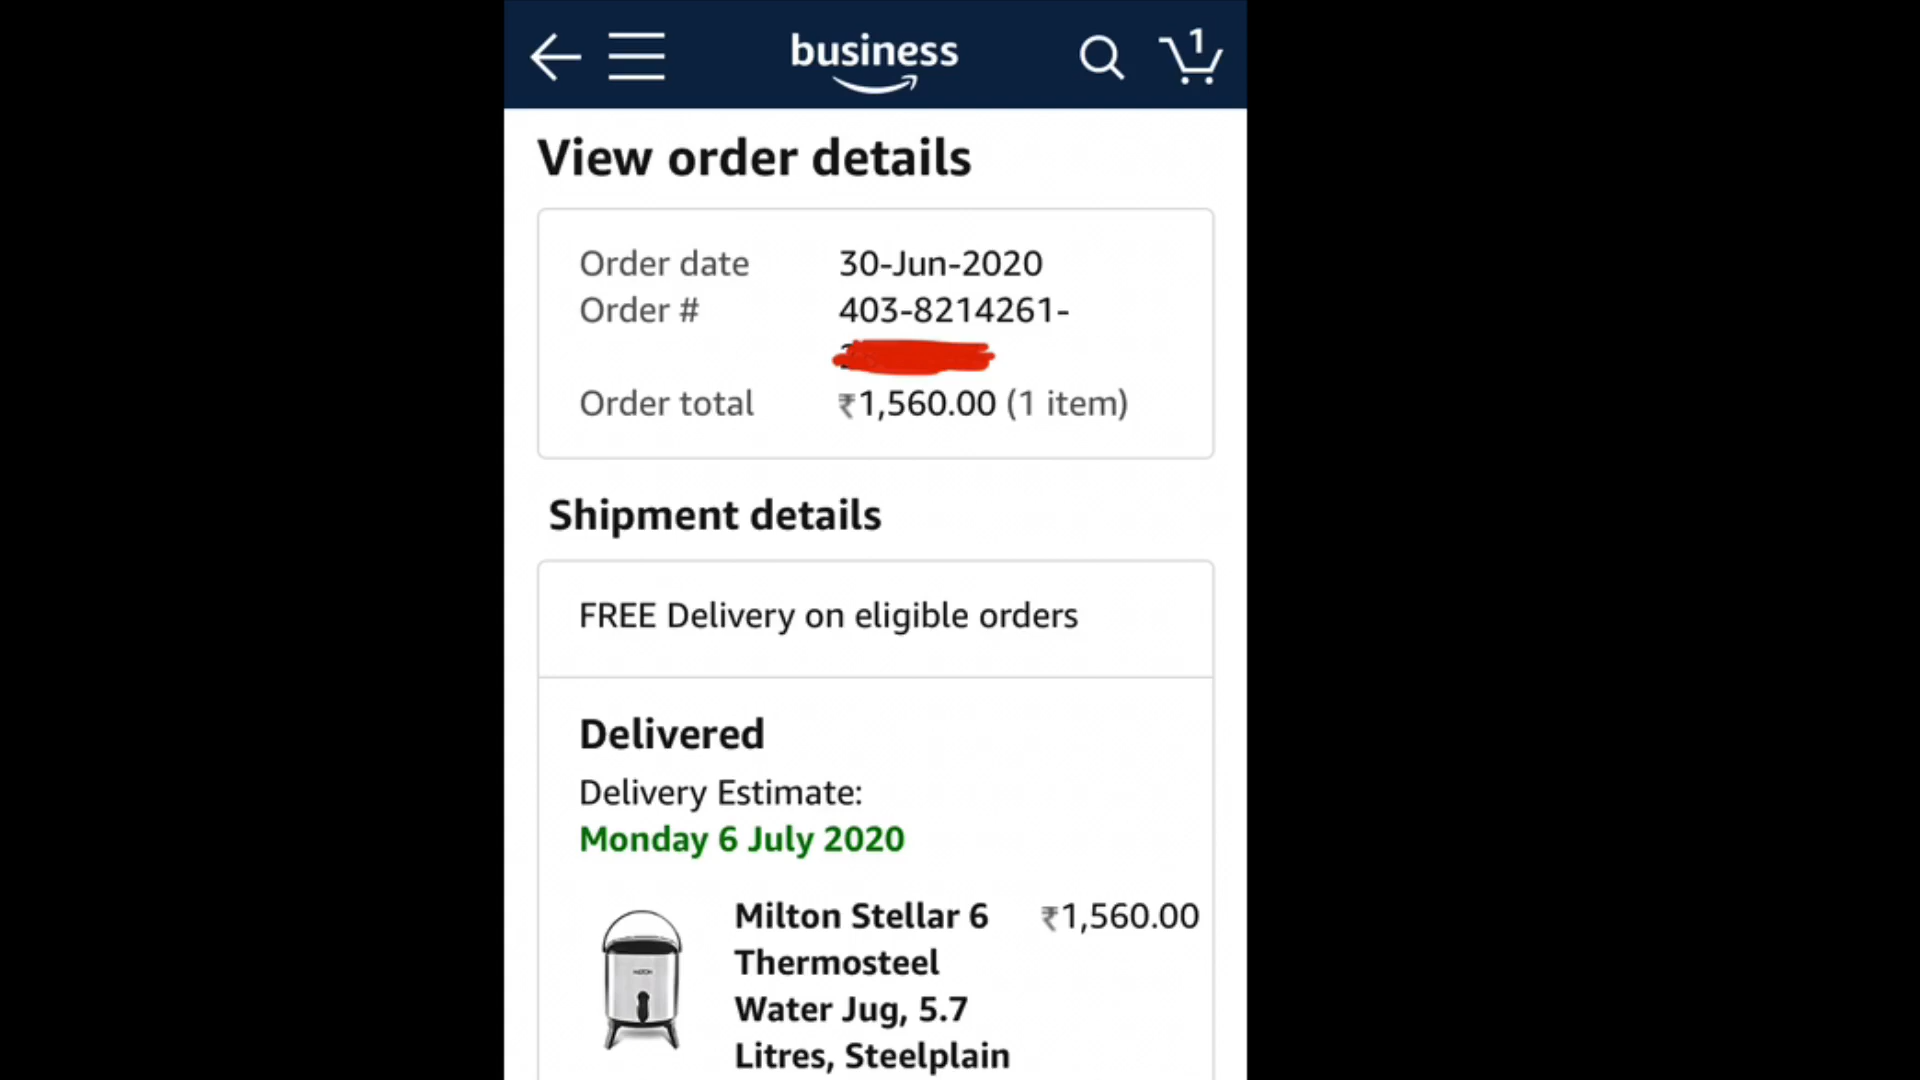 business
1
View order details
Order date 30-Jun-2020
Order # 403-8214261-
Order total ₹1,560.00 (1 item)
Shipment details
FREE Delivery on eligible orders
Delivered
Delivery Estimate:
Monday 6 July 2020
Milton Stellar 6 ₹1,560.00
Thermosteel
Water Jug, 5.7
Litres, Steelplain